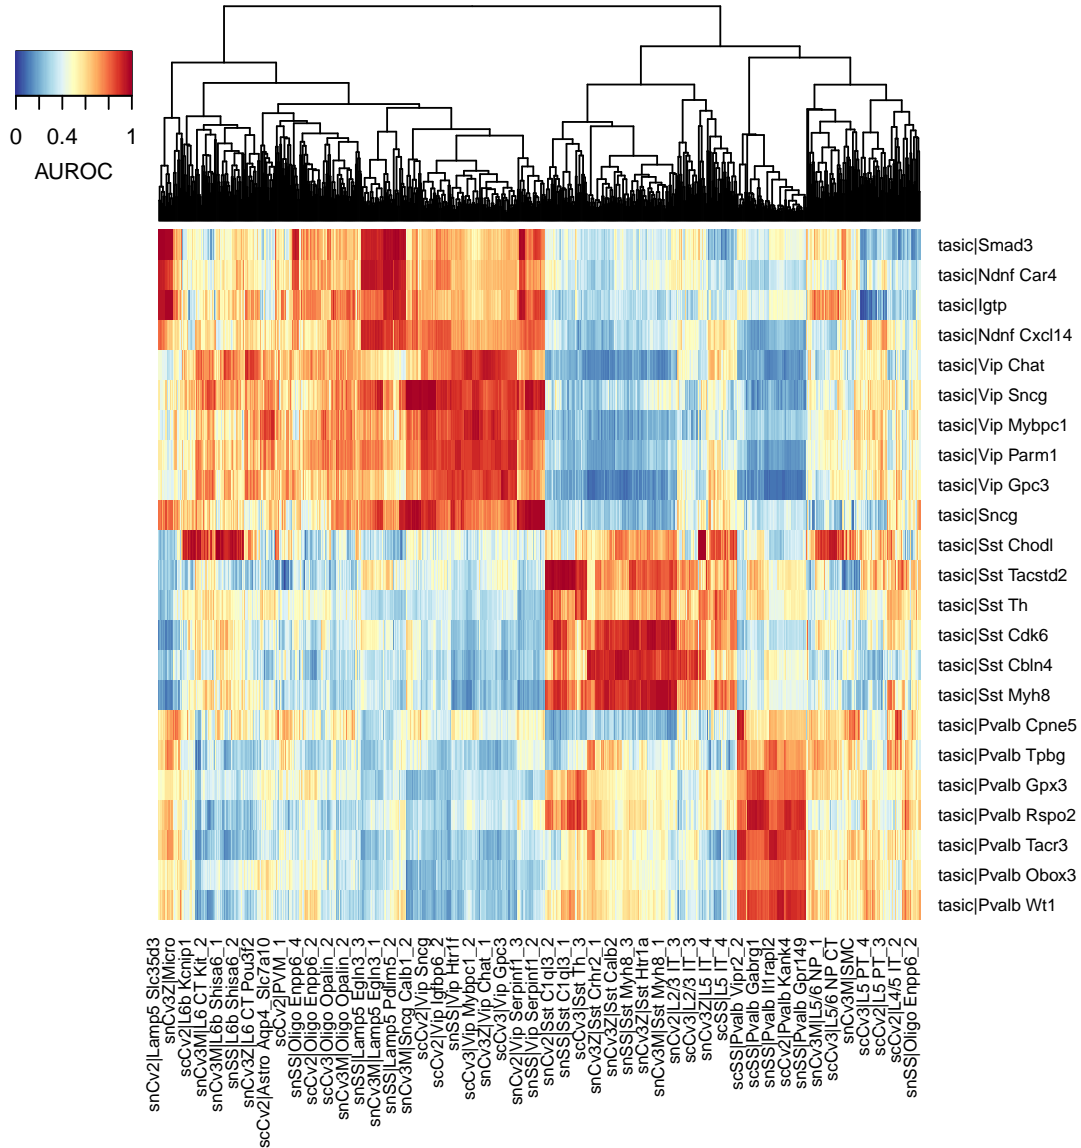 0 0.4 1
AUROC
tasic|Smad3
tasic|Ndnf Car4
tasic|Igtp
tasic|Ndnf Cxcl14
tasic|Vip Chat
tasic|Vip Sncg
tasic|Vip Mybpc1
tasic|Vip Parm1
tasic|Vip Gpc3
tasic|Sncg
tasic|Sst Chodl
tasic|Sst Tacstd2
tasic|Sst Th
tasic|Sst Cdk6
tasic|Sst Cbln4
tasic|Sst Myh8
tasic|Pvalb Cpne5
tasic|Pvalb Tpbg
tasic|Pvalb Gpx3
tasic|Pvalb Rspo2
tasic|Pvalb Tacr3
tasic|Pvalb Obox3
tasic|Pvalb Wt1
snCv2|Lamp5 Slc35d3
snCv3Z|Micro
scCv2|L6b Kcnip1
snCv3M|L6 CT Kit_2
snCv3M|L6b Shisa6_1
snSS|L6b Shisa6_2
snCv3Z|L6 CT Pou3f2
scCv2|Astro Aqp4_Slc7a10
scCv2|PVM_1
snSS|Oligo Enpp6_4
scCv2|Oligo Enpp6_2
scCv3|Oligo Opalin_2
snCv3M|Oligo Opalin_2
snSS|Lamp5 Egln3_3
snCv3M|Lamp5 Egln3_1
snSS|Lamp5 Pdlim5_2
snCv3M|Sncg Calb1_2
scCv2|Vip Sncg
scCv2|Vip Igfbp6_2
snSS|Vip Htr1f
scCv3|Vip Mybpc1_2
snCv3Z|Vip Chat_1
scCv3|Vip Gpc3
snCv2|Vip Serpinf1_3
snSS|Vip Serpinf1_2
snCv2|Sst C1ql3_2
snSS|Sst C1ql3_1
scCv3|Sst Th_3
snCv3Z|Sst Crhr2_1
snCv3Z|Sst Calb2
snSS|Sst Myh8_3
snCv3Z|Sst Htr1a
snCv3M|Sst Myh8_1
snCv2|L2/3 IT_3
scCv3|L2/3 IT_3
snCv3Z|L5 IT_4
scSS|L5 IT_4
scSS|Pvalb Vipr2_2
snSS|Pvalb Gabrg1
snSS|Pvalb Il1rapl2
scCv2|Pvalb Kank4
snSS|Pvalb Gpr149
snCv3M|L5/6 NP_1
scCv3|L5/6 NP CT
snCv3M|SMC
scCv3|L5 PT_4
scCv2|L5 PT_3
scCv2|L4/5 IT_2
snSS|Oligo Enpp6_2